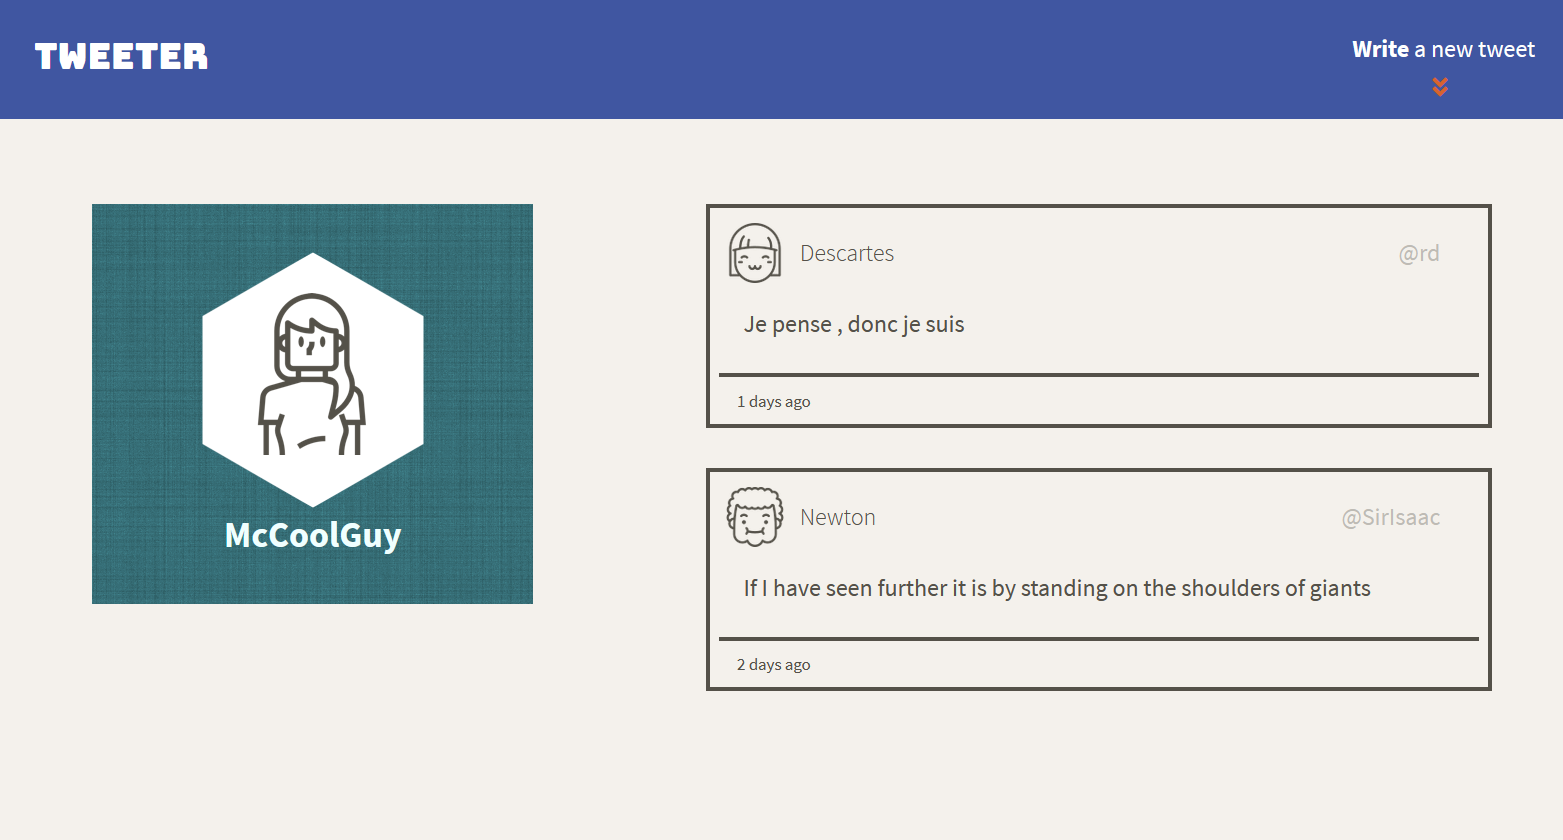 TWEETER
Write a new tweet
McCoolGuy
Descartes
@rd
Je pense , donc je suis
1 days ago
Newton
@SirIsaac
If I have seen further it is by standing on the shoulders of giants
2 days ago